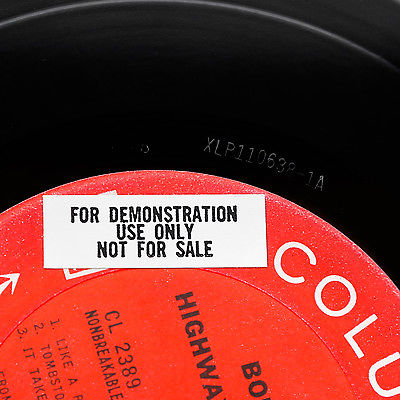 XLP110638-1A
FOR DEMONSTRATION
USE ONLY
NOT FOR SALE
COLU
BO
HIGHWA
CL 2389
NONBREAKABLE
1. LIKE A R
2. TOMBSTO
3. IT TAKE
FROM